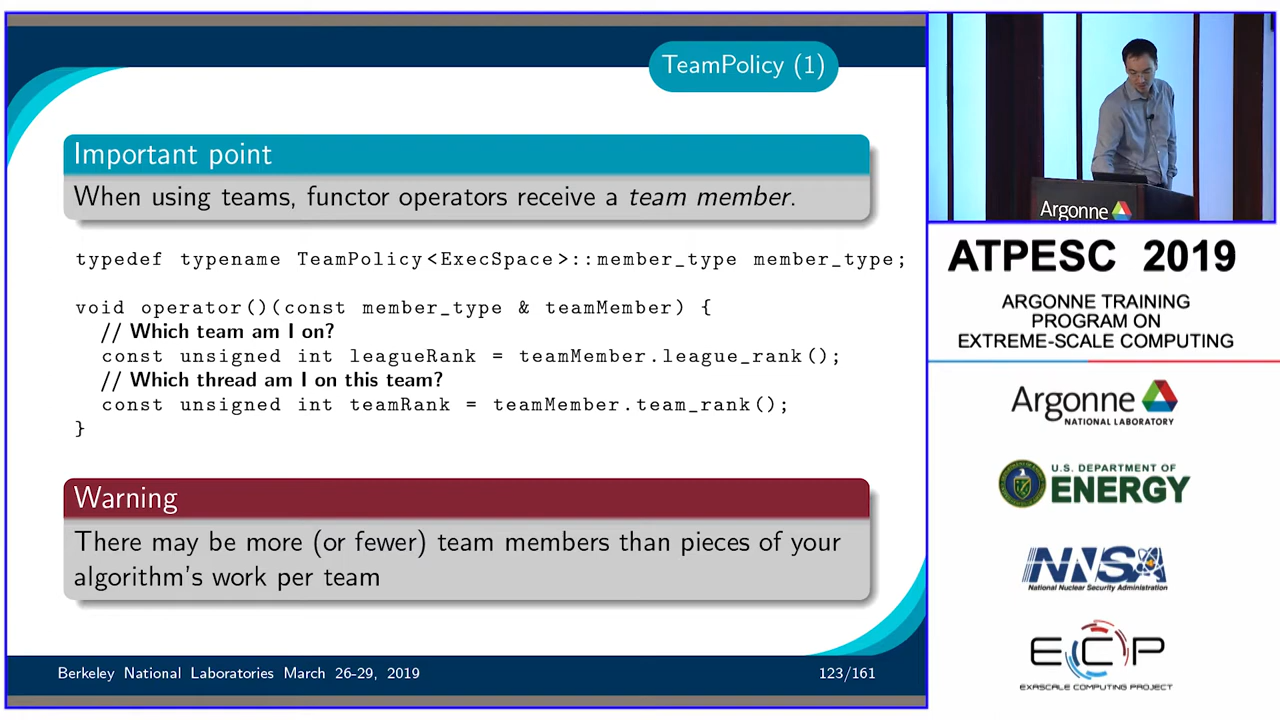 TeamPolicy (1)
Important point
When using teams, functor operators receive a team member.
typedef typename TeamPolicy<ExecSpace>::member_type member_type;
void operator()(const member_type & teamMember) {
// Which team am I on?
const unsigned int leagueRank = teamMember.league_rank();
// Which thread am I on this team?
const unsigned int teamRank = teamMember.team_rank();
}
Warning
There may be more (or fewer) team members than pieces of your
algorithm's work per team
Berkeley National Laboratories March 26-29, 2019
123/161
Argonne
ATPESC 2019
ARGONNE TRAINING
PROGRAM ON
EXTREME-SCALE COMPUTING
Argonne
NATIONAL LABORATORY
U.S. DEPARTMENT OF
ENERGY
NNSA
National Nuclear Security Administration
ECP
EXASCALE COMPUTING PROJECT